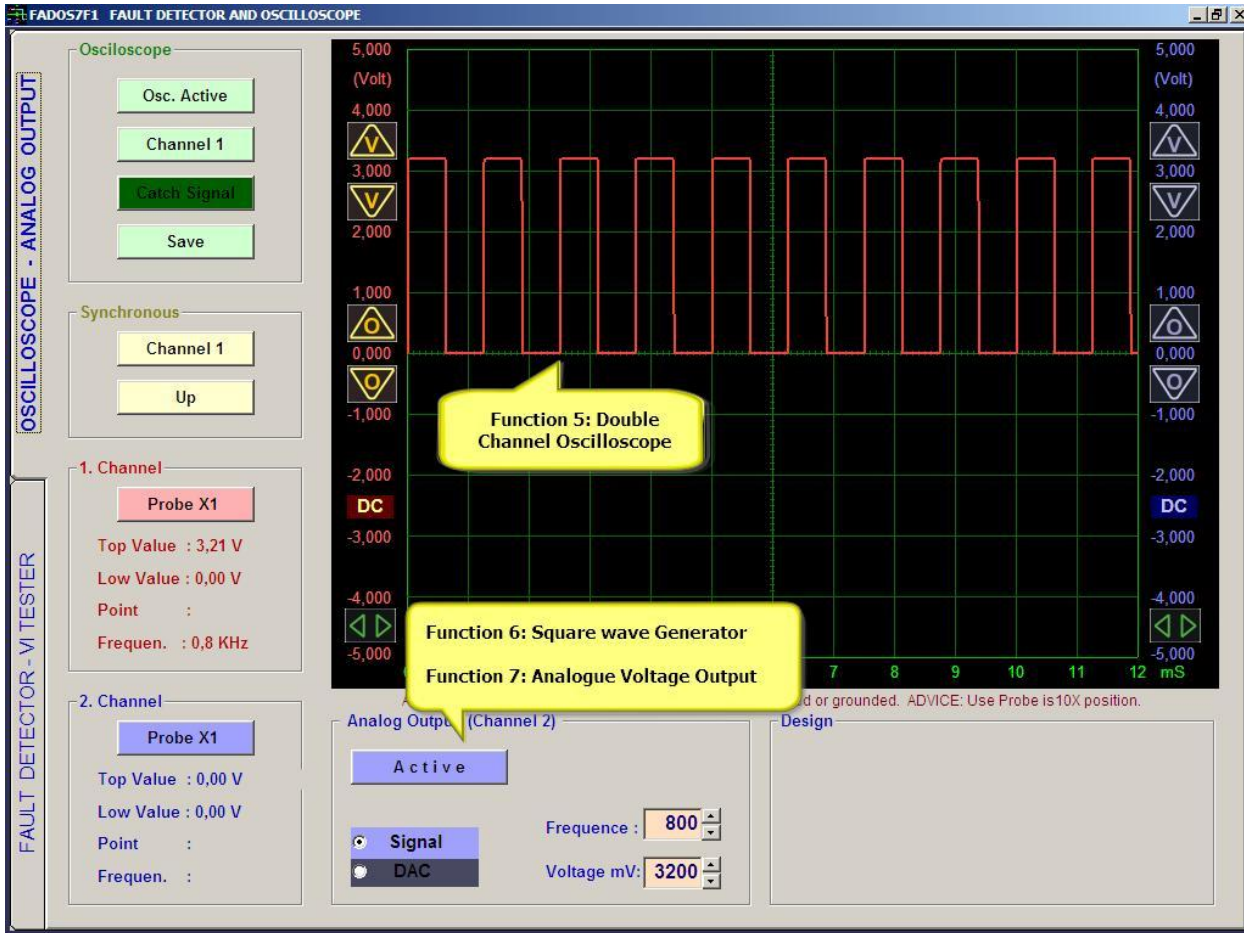 FADOS7F1 FAULT DETECTOR AND OSCILLOSCOPE
OSCILLOSCOPE - ANALOG OUTPUT
FAULT DETECTOR - VI TESTER
Osciloscope
Osc. Active
Channel 1
Catch Signal
Save
Synchronous
Channel 1
Up
1. Channel
Probe X1
Top Value : 3,21 V
Low Value : 0,00 V
Point :
Frequen. : 0,8 KHz
2. Channel
Probe X1
Top Value : 0,00 V
Low Value : 0,00 V
Point :
Frequen. :
5,000
(Volt)
4,000
V
3,000
V
2,000
1,000
O
0,000
O
-1,000
-2,000
DC
-3,000
-4,000
-5,000
Function 5: Double
Channel Oscilloscope
Function 6: Square wave Generator
Function 7: Analogue Voltage Output
7 8 9 10 11 12 mS
5,000
(Volt)
4,000
V
3,000
V
2,000
1,000
O
0,000
O
-1,000
-2,000
DC
-3,000
-4,000
-5,000
d or grounded. ADVICE: Use Probe is10X position.
Analog Output (Channel 2)
Active
Signal
DAC
Frequence : 800
Voltage mV: 3200
Design